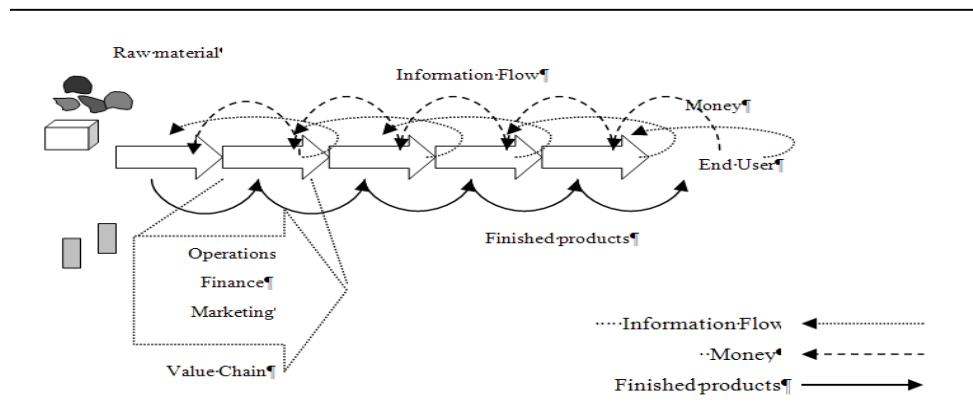 Raw·material¶
Information·Flow¶
Money¶
End·User¶
Finished·products¶
Operations
Finance¶
Marketing
Value·Chain¶
·····Information·Flow
··Money¶
Finished·products¶